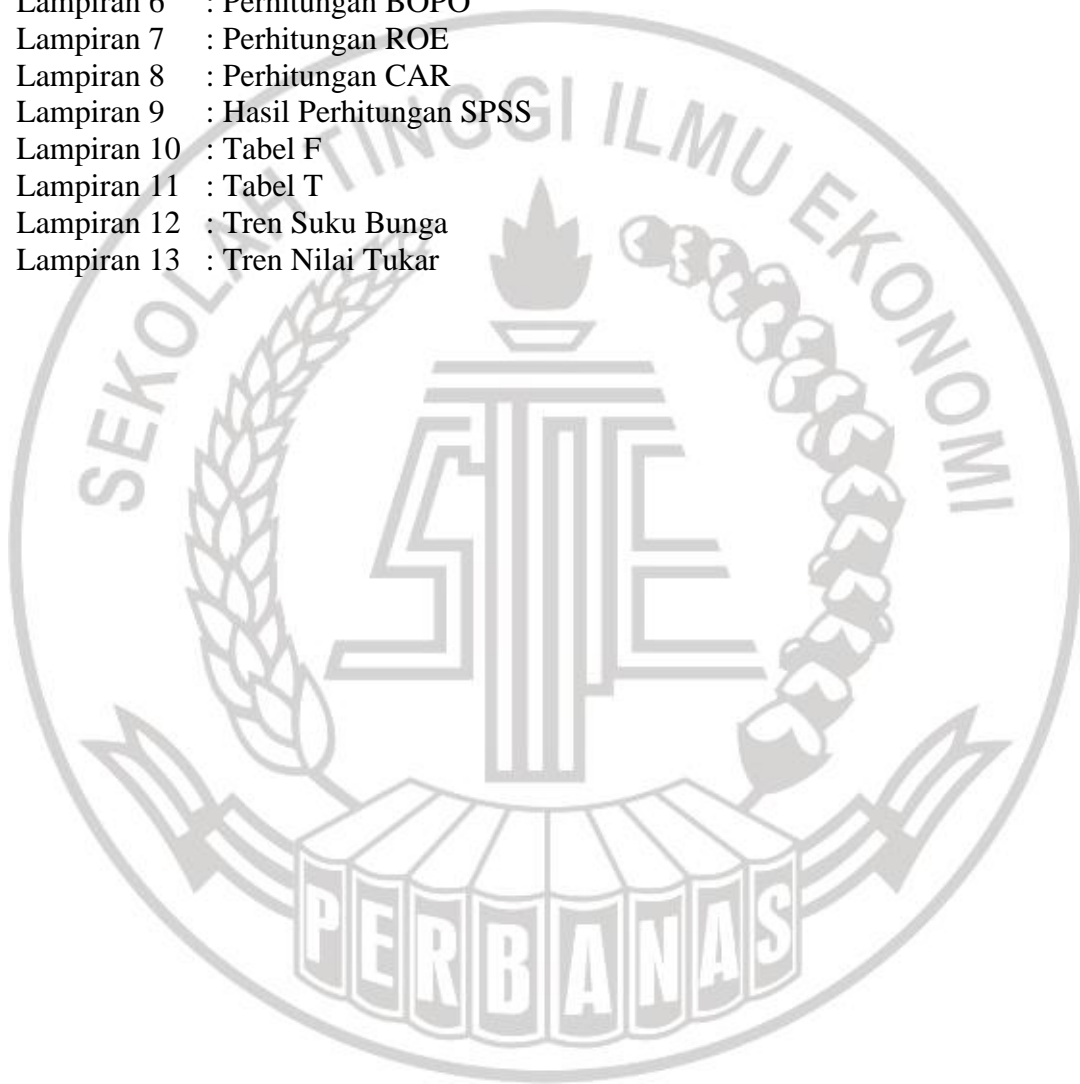 Lampiran 6 : Perhitungan BOPO
Lampiran 7 : Perhitungan ROE
Lampiran 8 : Perhitungan CAR
Lampiran 9 : Hasil Perhitungan SPSS
Lampiran 10 : Tabel F
Lampiran 11 : Tabel T
Lampiran 12 : Tren Suku Bunga
Lampiran 13 : Tren Nilai Tukar
SEKOLAH TINGGI ILMU EKONOMI
STIE
PERBANAS